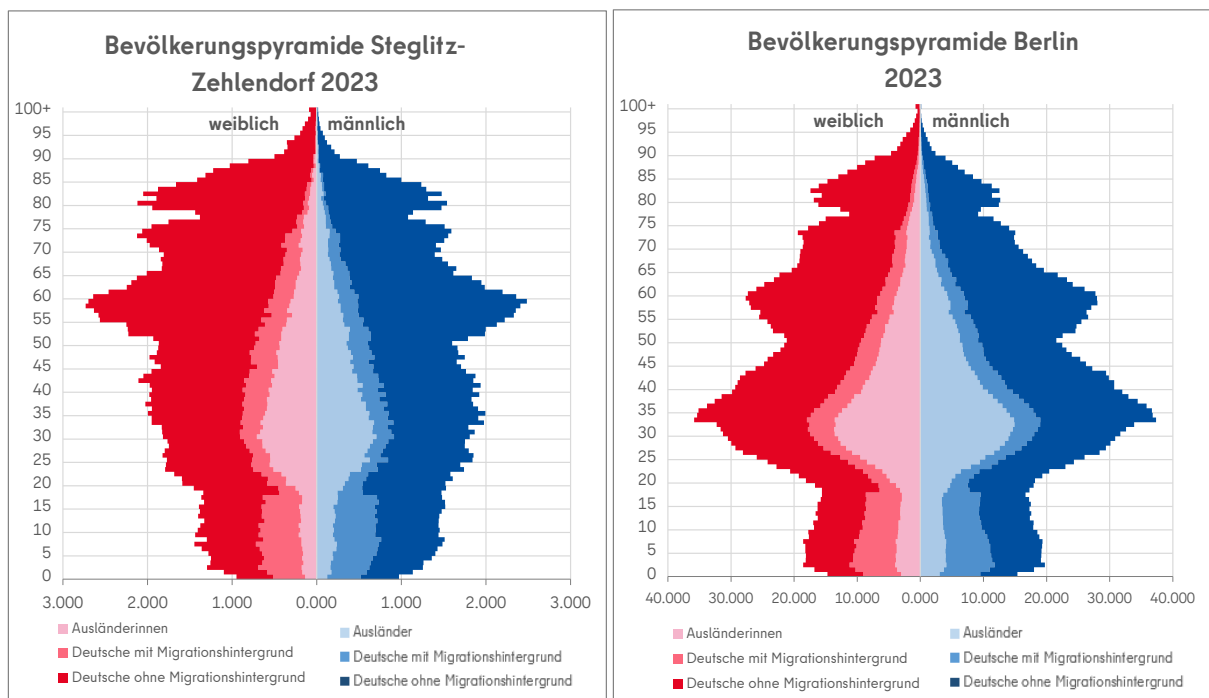 Bevölkerungspyramide Steglitz-
Zehlendorf 2023
weiblich männlich
100+
95
90
85
80
75
70
65
60
55
50
45
40
35
30
25
20
15
10
5
0
3.000 2.000 1.000 0.000 1.000 2.000 3.000
Ausländerinnen
Deutsche mit Migrationshintergrund
Deutsche ohne Migrationshintergrund
Ausländer
Deutsche mit Migrationshintergrund
Deutsche ohne Migrationshintergrund
Bevölkerungspyramide Berlin
2023
weiblich männlich
100+
95
90
85
80
75
70
65
60
55
50
45
40
35
30
25
20
15
10
5
0
40.000 30.000 20.000 10.000 0.000 10.000 20.000 30.000 40.000
Ausländerinnen
Deutsche mit Migrationshintergrund
Deutsche ohne Migrationshintergrund
Ausländer
Deutsche mit Migrationshintergrund
Deutsche ohne Migrationshintergrund